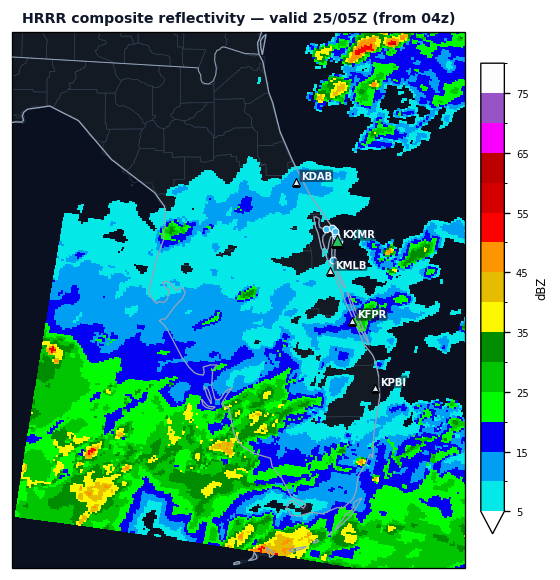 HRRR composite reflectivity — valid 25/05Z (from 04z)
KDAB
KXMR
KMLB
KFPR
KPBI
75
65
55
45
35
25
15
5
dBZ